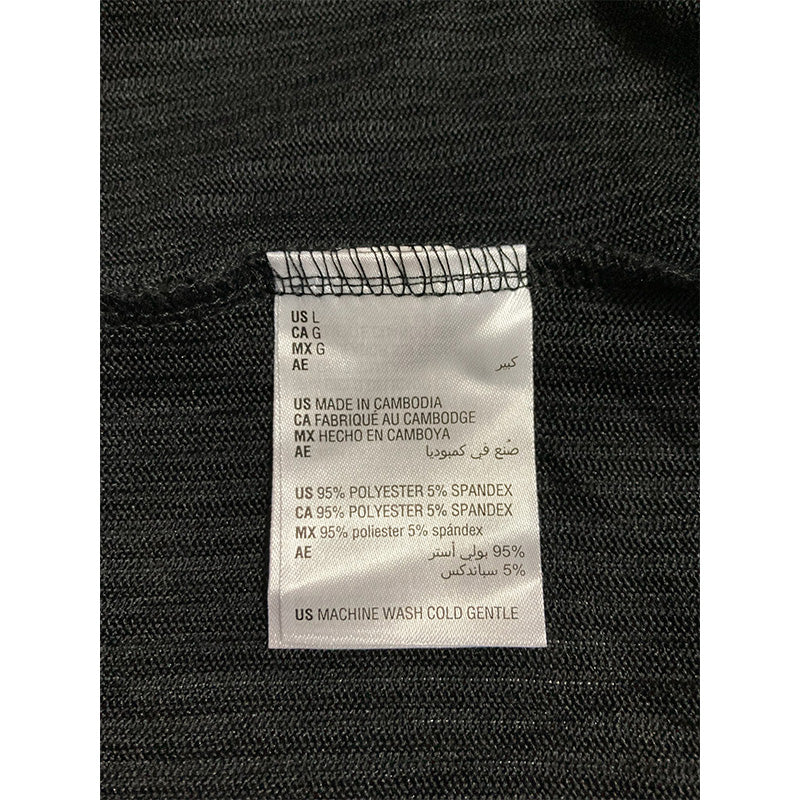 US L
CA G
MX G
AE كبير
US MADE IN CAMBODIA
CA FABRIQUÉ AU CAMBODGE
MX HECHO EN CAMBOYA
AE صُنع في كمبوديا
US 95% POLYESTER 5% SPANDEX
CA 95% POLYESTER 5% SPANDEX
MX 95% poliester 5% spándex
AE 95% بولي أستر
5% سباندكس
US MACHINE WASH COLD GENTLE